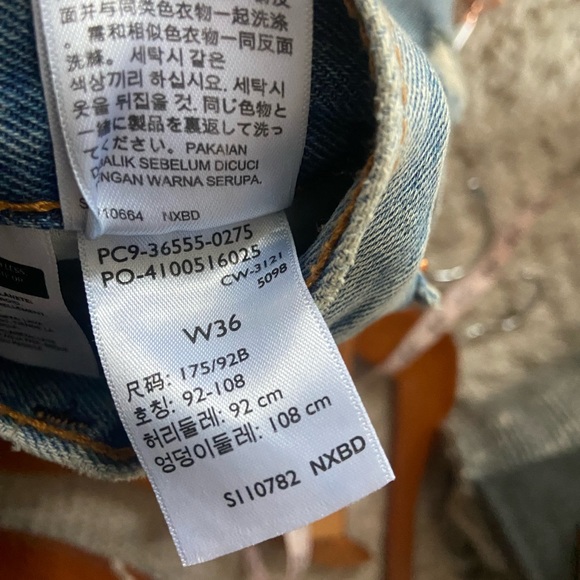 面并与同类色衣物一起洗涤
。需和相似色衣物一同反面
洗滌。세탁시 같은
색상끼리 하십시요. 세탁시
옷을 뒤집을 것. 同じ色物と
一緒に製品を裏返して洗っ
てください。PAKAIAN
BALIK SEBELUM DICUCI
DENGAN WARNA SERUPA.
S110664 NXBD
PC9-36555-0275
PO-4100516025
CW-3121
509B
W36
尺码: 175/92B
호칭: 92-108
허리둘레: 92 cm
엉덩이둘레: 108 cm
S110782 NXBD